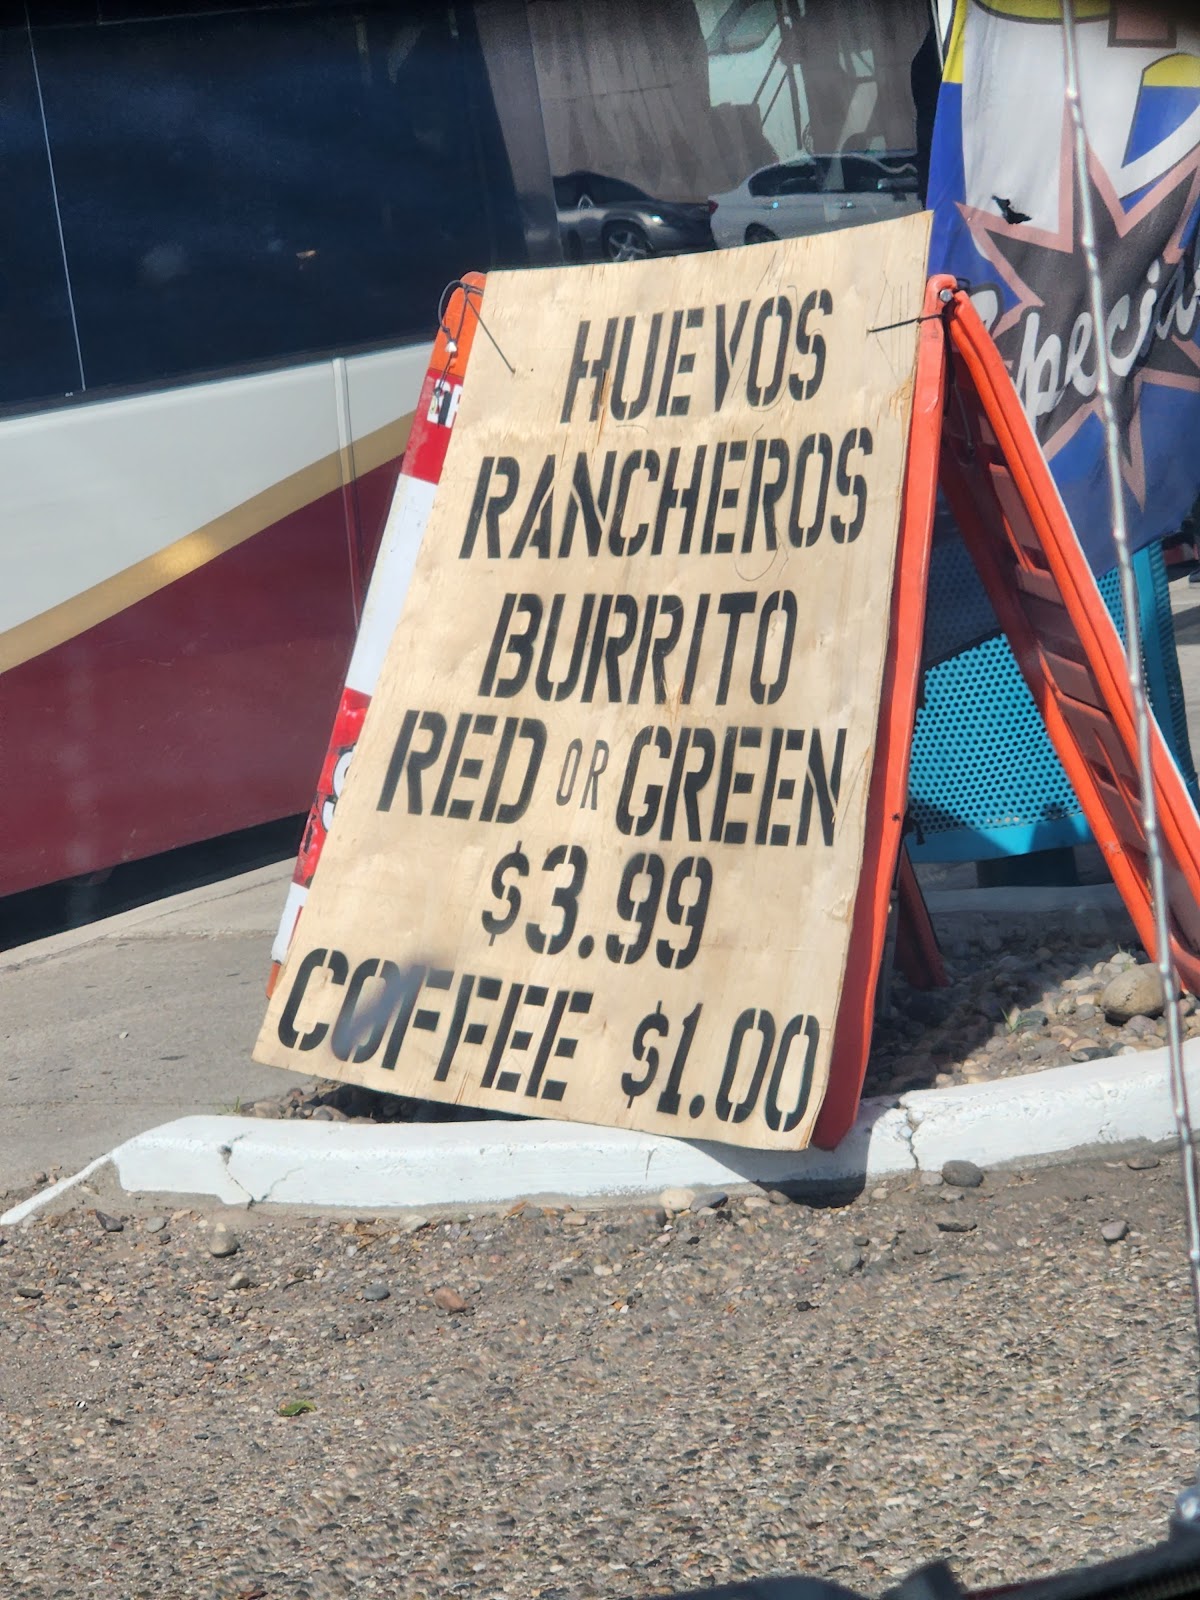 HUEVOS
RANCHEROS
BURRITO
RED OR GREEN
$3.99
COFFEE $1.00